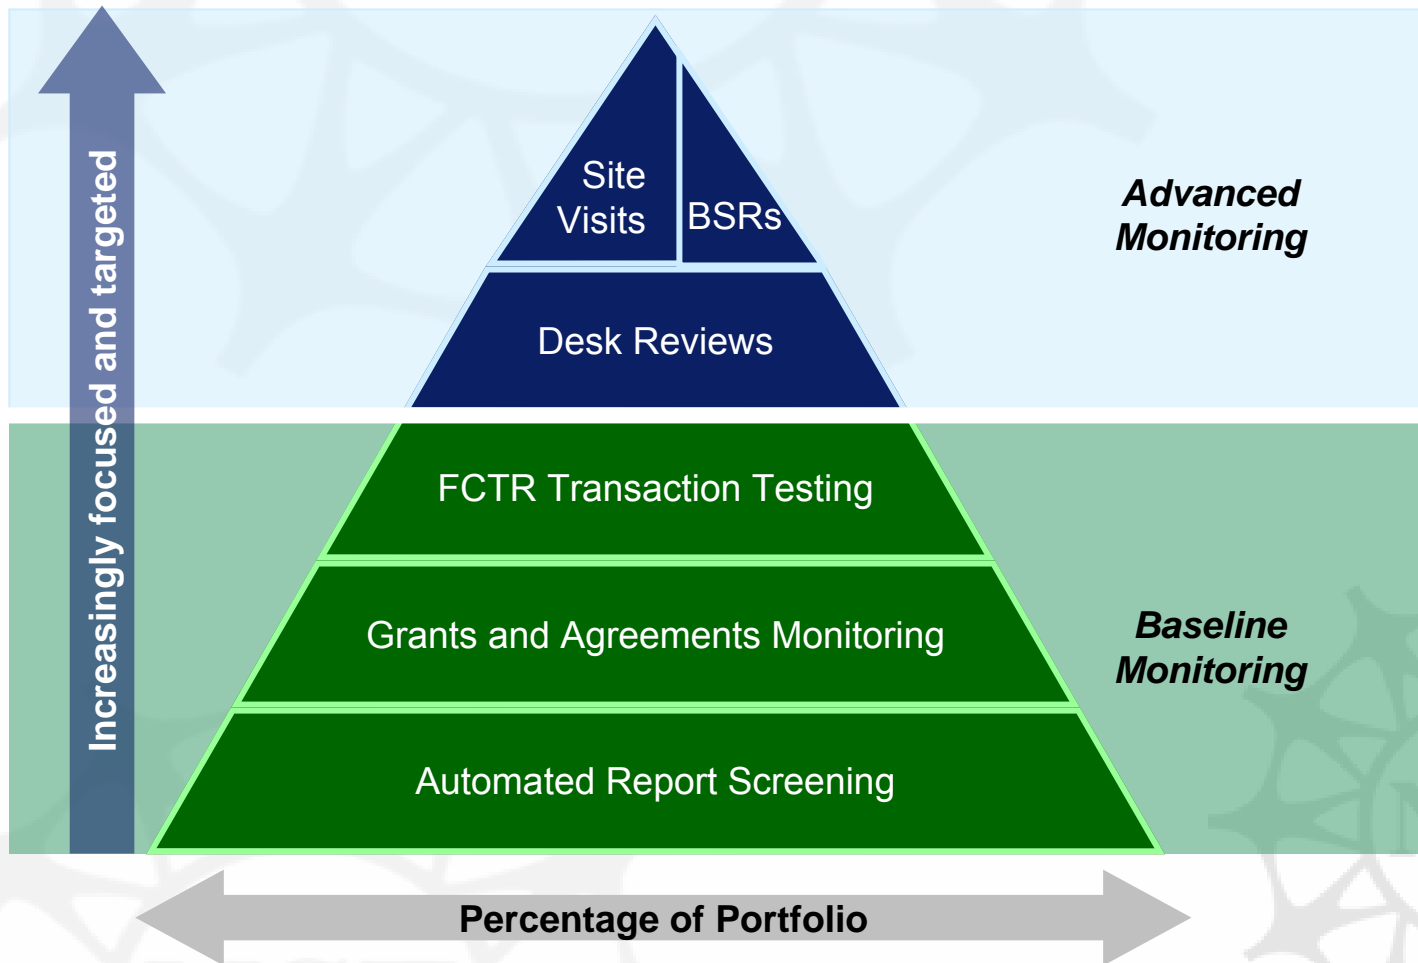 Increasingly focused and targeted
Site
Visits
BSRs
Advanced
Monitoring
Desk Reviews
FCTR Transaction Testing
Grants and Agreements Monitoring
Baseline
Monitoring
Automated Report Screening
Percentage of Portfolio